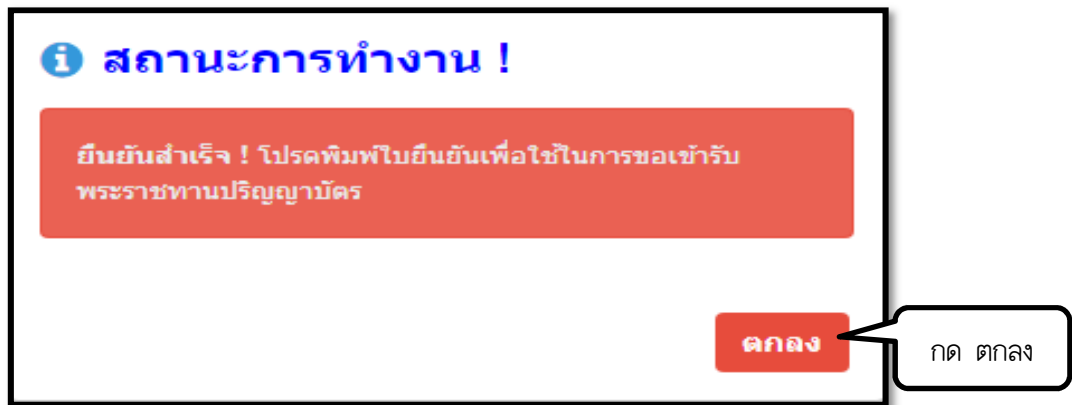 สถานะการทำงาน !
ยืนยันสำเร็จ ! โปรดพิมพ์ใบยืนยันเพื่อใช้ในการขอเข้ารับ
พระราชทานปริญญาบัตร
ตกลง
กด ตกลง